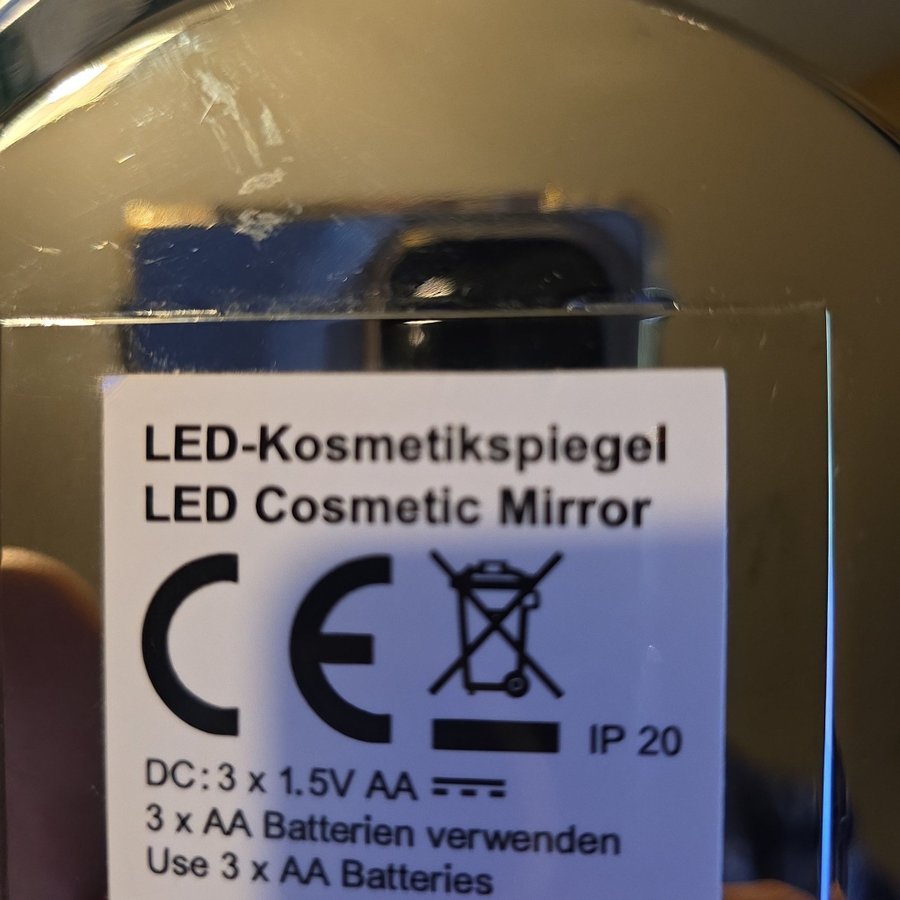 LED-Kosmetikspiegel
LED Cosmetic Mirror
CE
IP 20
DC: 3 x 1.5V AA
3 x AA Batterien verwenden
Use 3 x AA Batteries